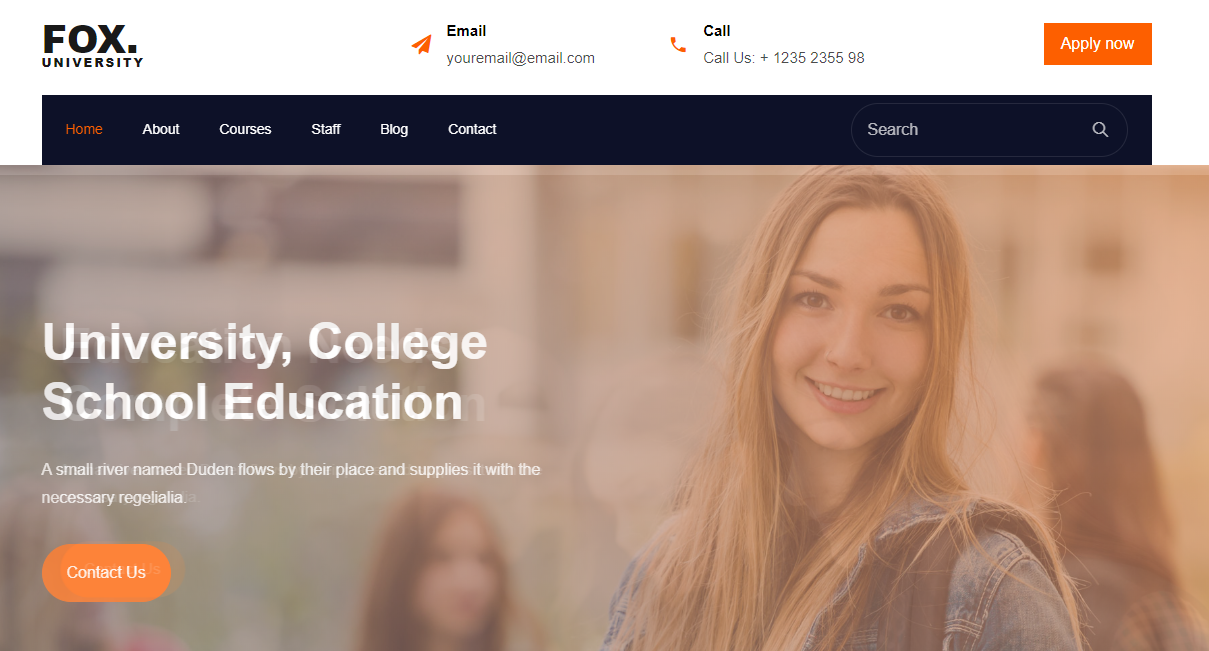 FOX.
UNIVERSITY
Email
youremail@email.com
Call
Call Us: + 1235 2355 98
Apply now
Home
About
Courses
Staff
Blog
Contact
Search
University, College
School Education
A small river named Duden flows by their place and supplies it with the
necessary regelialia.
Contact Us